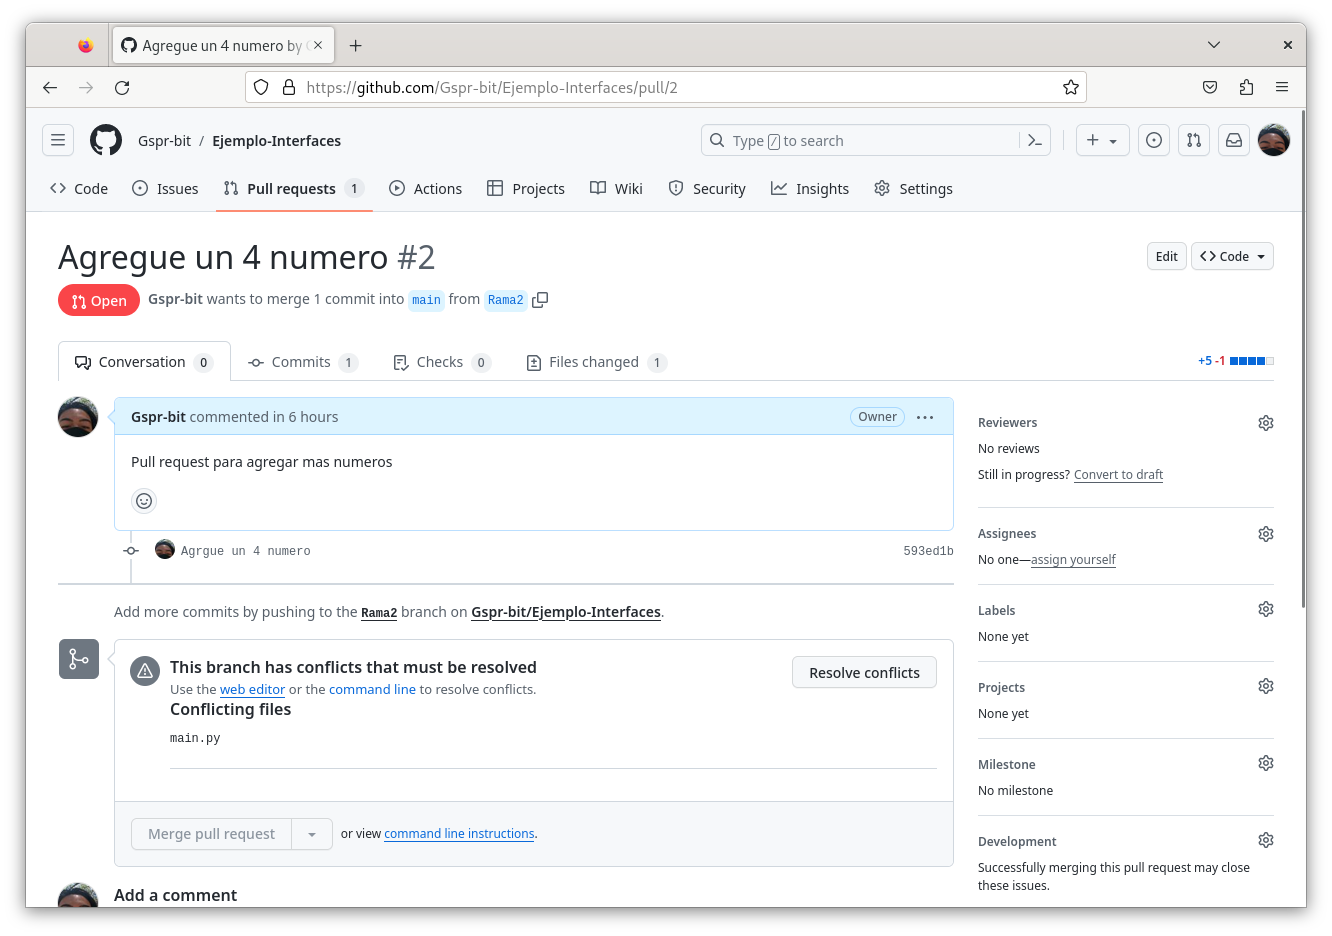 Agregue un 4 numero by
https://github.com/Gspr-bit/Ejemplo-Interfaces/pull/2
Gspr-bit / Ejemplo-Interfaces
Type / to search
Code Issues Pull requests 1 Actions Projects Wiki Security Insights Settings
Agregue un 4 numero #2
Edit <> Code
Open Gspr-bit wants to merge 1 commit into main from Rama2
Conversation 0 Commits 1 Checks 0 Files changed 1
+5 -1
Gspr-bit commented in 6 hours Owner ...
Pull request para agregar mas numeros
Agrgue un 4 numero 593ed1b
Add more commits by pushing to the Rama2 branch on Gspr-bit/Ejemplo-Interfaces.
This branch has conflicts that must be resolved
Use the web editor or the command line to resolve conflicts.
Resolve conflicts
Conflicting files
main.py
Merge pull request or view command line instructions.
Add a comment
Reviewers
No reviews
Still in progress? Convert to draft
Assignees
No one—assign yourself
Labels
None yet
Projects
None yet
Milestone
No milestone
Development
Successfully merging this pull request may close
these issues.